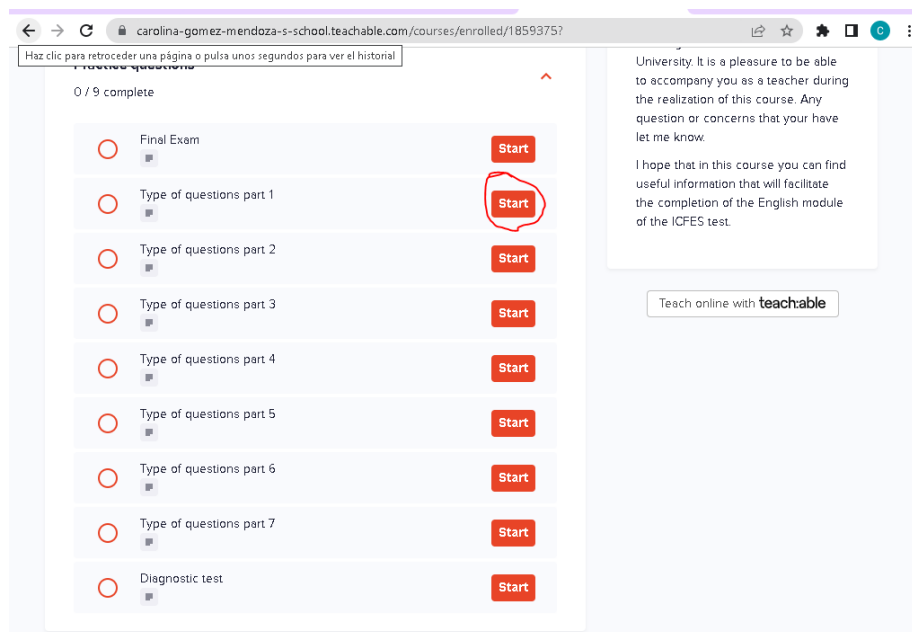 carolina-gomez-mendoza-s-school.teachable.com/courses/enrolled/1859375?
C
Haz clic para retroceder una página o pulsa unos segundos para ver el historial
Practice questions
0 / 9 complete
Final Exam
Start
Type of questions part 1
Start
Type of questions part 2
Start
Type of questions part 3
Start
Type of questions part 4
Start
Type of questions part 5
Start
Type of questions part 6
Start
Type of questions part 7
Start
Diagnostic test
Start
University. It is a pleasure to be able
to accompany you as a teacher during
the realization of this course. Any
question or concerns that your have
let me know.
I hope that in this course you can find
useful information that will facilitate
the completion of the English module
of the ICFES test.
Teach online with teach:able